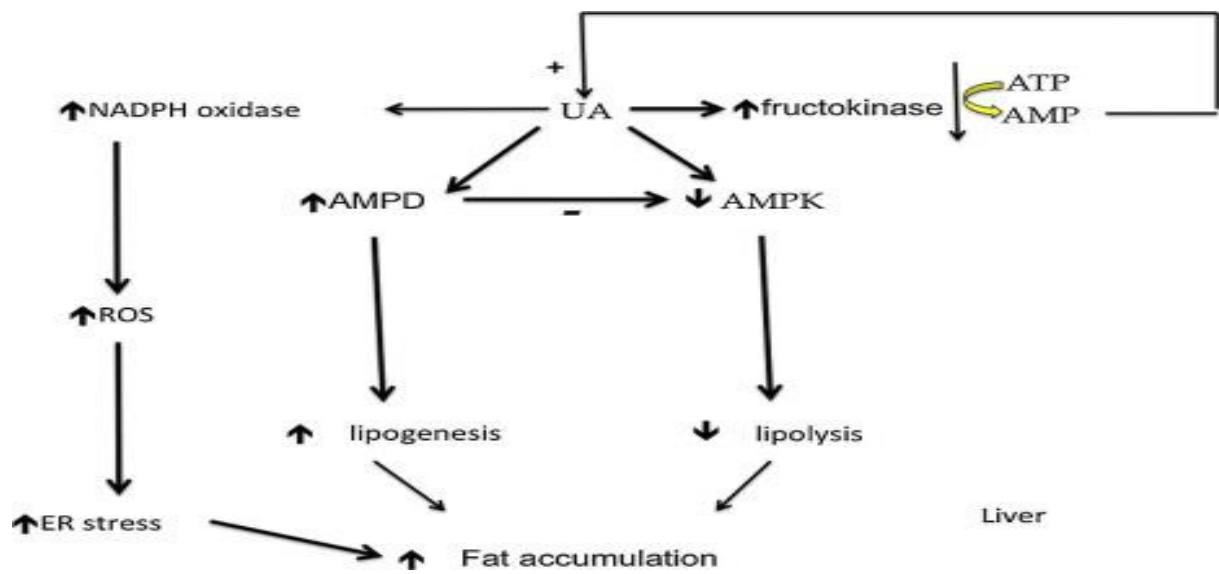 +
ATP
↑NADPH oxidase UA ↑fructokinase AMP
↑AMPD - ↓ AMPK
↑ROS
↑ lipogenesis ↓ lipolysis
↑ER stress Liver
↑ Fat accumulation